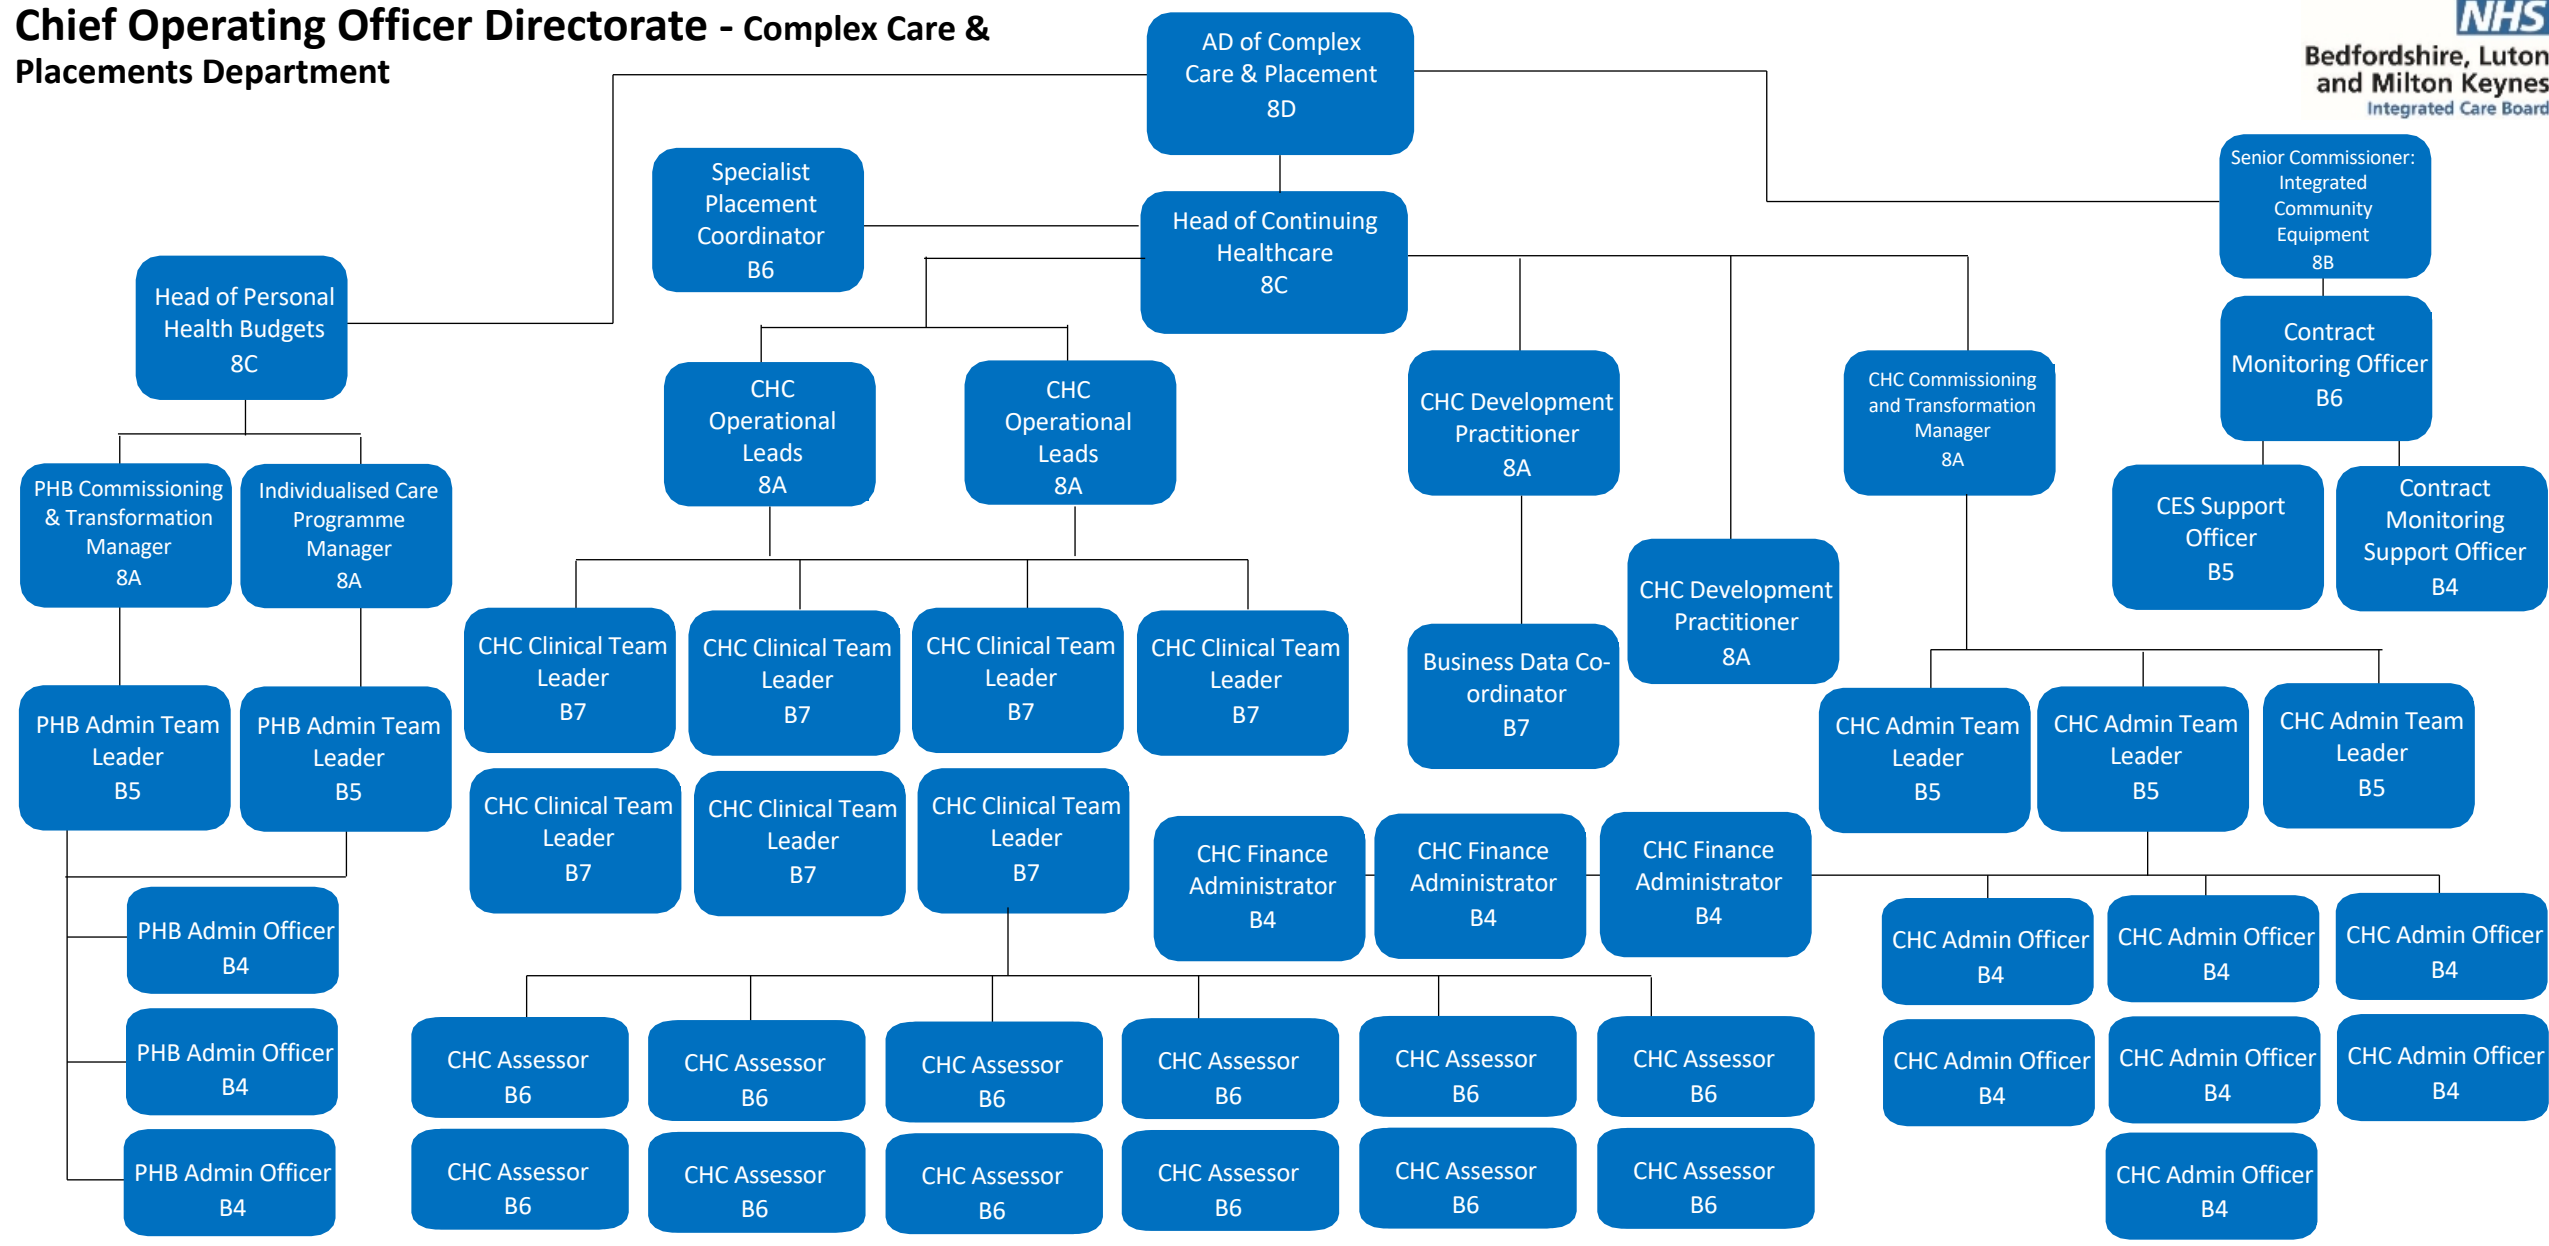 Chief Operating Officer Directorate - Complex Care &
Placements Department
NHS
Bedfordshire, Luton
and Milton Keynes
Integrated Care Board
AD of Complex
Care & Placement
8D
Specialist
Placement
Coordinator
B6
Head of Continuing
Healthcare
8C
Senior Commissioner:
Integrated
Community
Equipment
8B
Head of Personal
Health Budgets
8C
Contract
Monitoring Officer
B6
CHC
Operational
Leads
8A
CHC
Operational
Leads
8A
CHC Development
Practitioner
8A
CHC Commissioning
and Transformation
Manager
8A
PHB Commissioning
& Transformation
Manager
8A
Individualised Care
Programme
Manager
8A
CES Support
Officer
B5
Contract
Monitoring
Support Officer
B4
CHC Development
Practitioner
8A
CHC Clinical Team
Leader
B7
CHC Clinical Team
Leader
B7
CHC Clinical Team
Leader
B7
CHC Clinical Team
Leader
B7
Business Data Co-
ordinator
B7
PHB Admin Team
Leader
B5
PHB Admin Team
Leader
B5
CHC Admin Team
Leader
B5
CHC Admin Team
Leader
B5
CHC Admin Team
Leader
B5
CHC Clinical Team
Leader
B7
CHC Clinical Team
Leader
B7
CHC Clinical Team
Leader
B7
CHC Finance
Administrator
B4
CHC Finance
Administrator
B4
CHC Finance
Administrator
B4
PHB Admin Officer
B4
CHC Admin Officer
B4
CHC Admin Officer
B4
CHC Admin Officer
B4
PHB Admin Officer
B4
CHC Assessor
B6
CHC Assessor
B6
CHC Assessor
B6
CHC Assessor
B6
CHC Assessor
B6
CHC Assessor
B6
CHC Admin Officer
B4
CHC Admin Officer
B4
CHC Admin Officer
B4
PHB Admin Officer
B4
CHC Assessor
B6
CHC Assessor
B6
CHC Assessor
B6
CHC Assessor
B6
CHC Assessor
B6
CHC Assessor
B6
CHC Admin Officer
B4